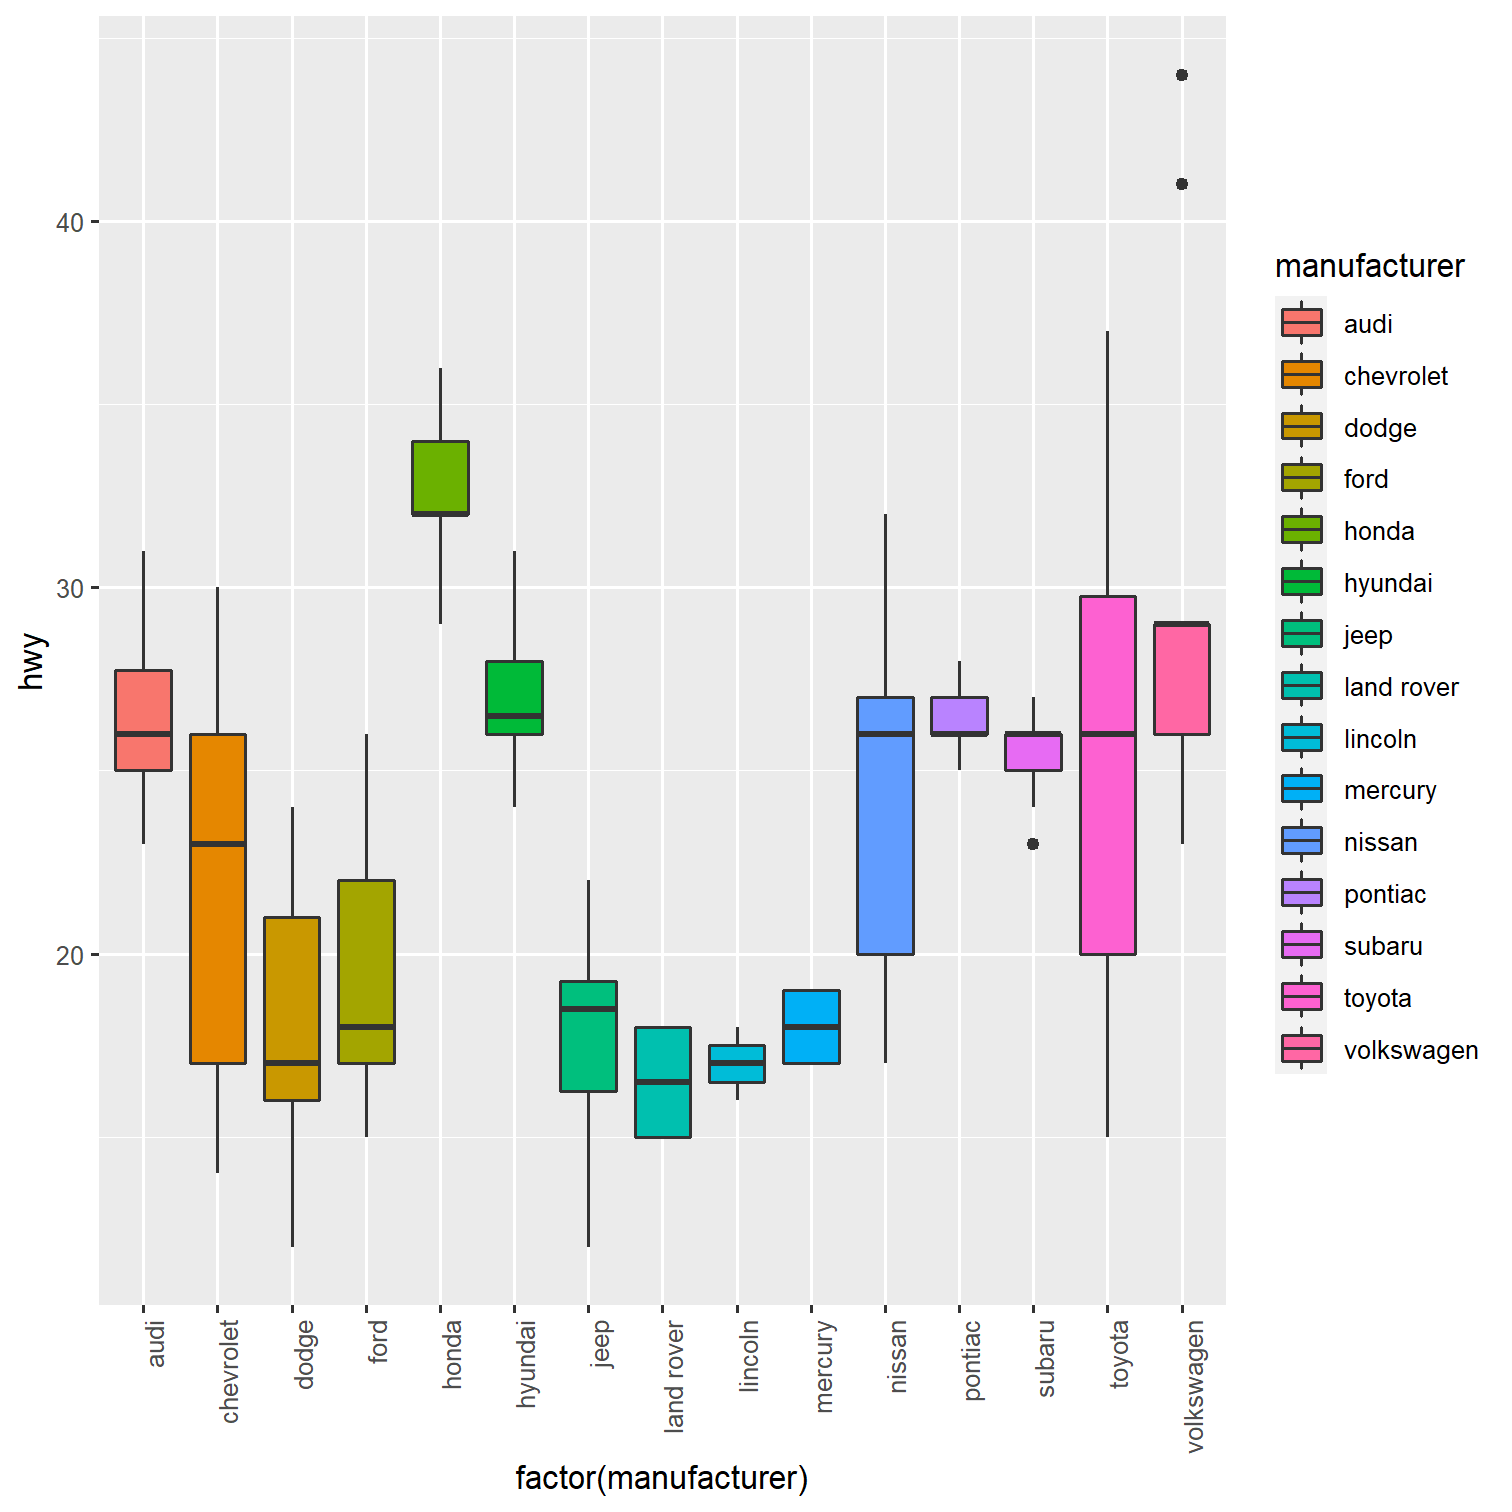 hwy
40
30
20
audi
chevrolet
dodge
ford
honda
hyundai
jeep
land rover
lincoln
mercury
nissan
pontiac
subaru
toyota
volkswagen
factor(manufacturer)
manufacturer
audi
chevrolet
dodge
ford
honda
hyundai
jeep
land rover
lincoln
mercury
nissan
pontiac
subaru
toyota
volkswagen